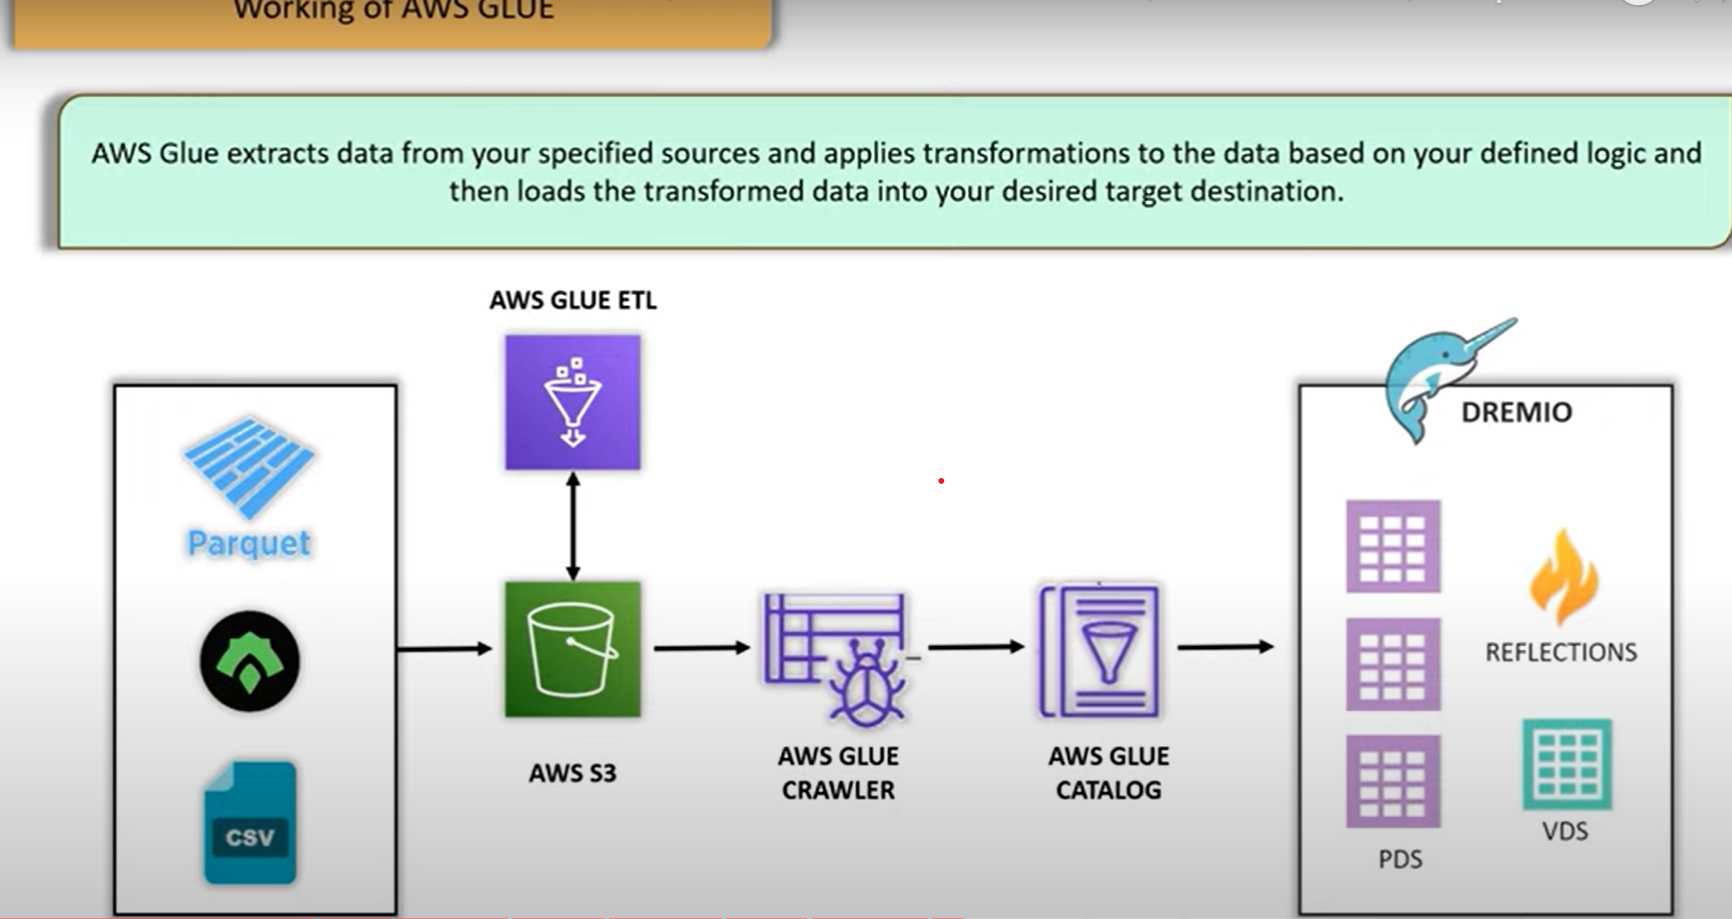 Working of AWS GLUE
AWS Glue extracts data from your specified sources and applies transformations to the data based on your defined logic and
then loads the transformed data into your desired target destination.
AWS GLUE ETL
Parquet
CSV
AWS S3
AWS GLUE
CRAWLER
AWS GLUE
CATALOG
DREMIO
REFLECTIONS
PDS
VDS